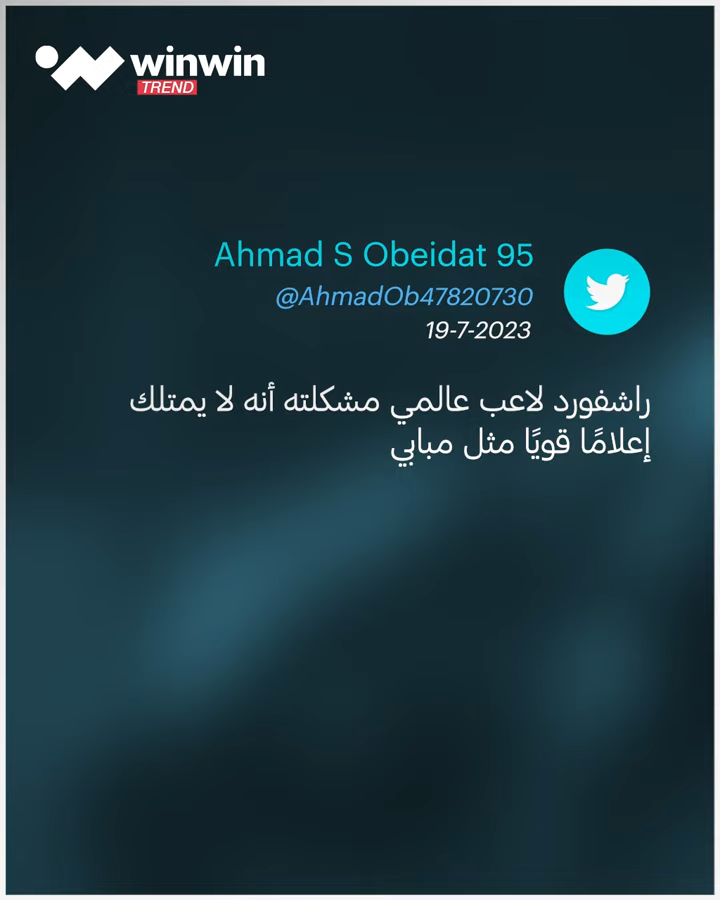 winwin
TREND
Ahmad S Obeidat 95
@AhmadOb47820730
19-7-2023
راشفورد لاعب عالمي مشكلته أنه لا يمتلك
إعلامًا قويًا مثل مبابي